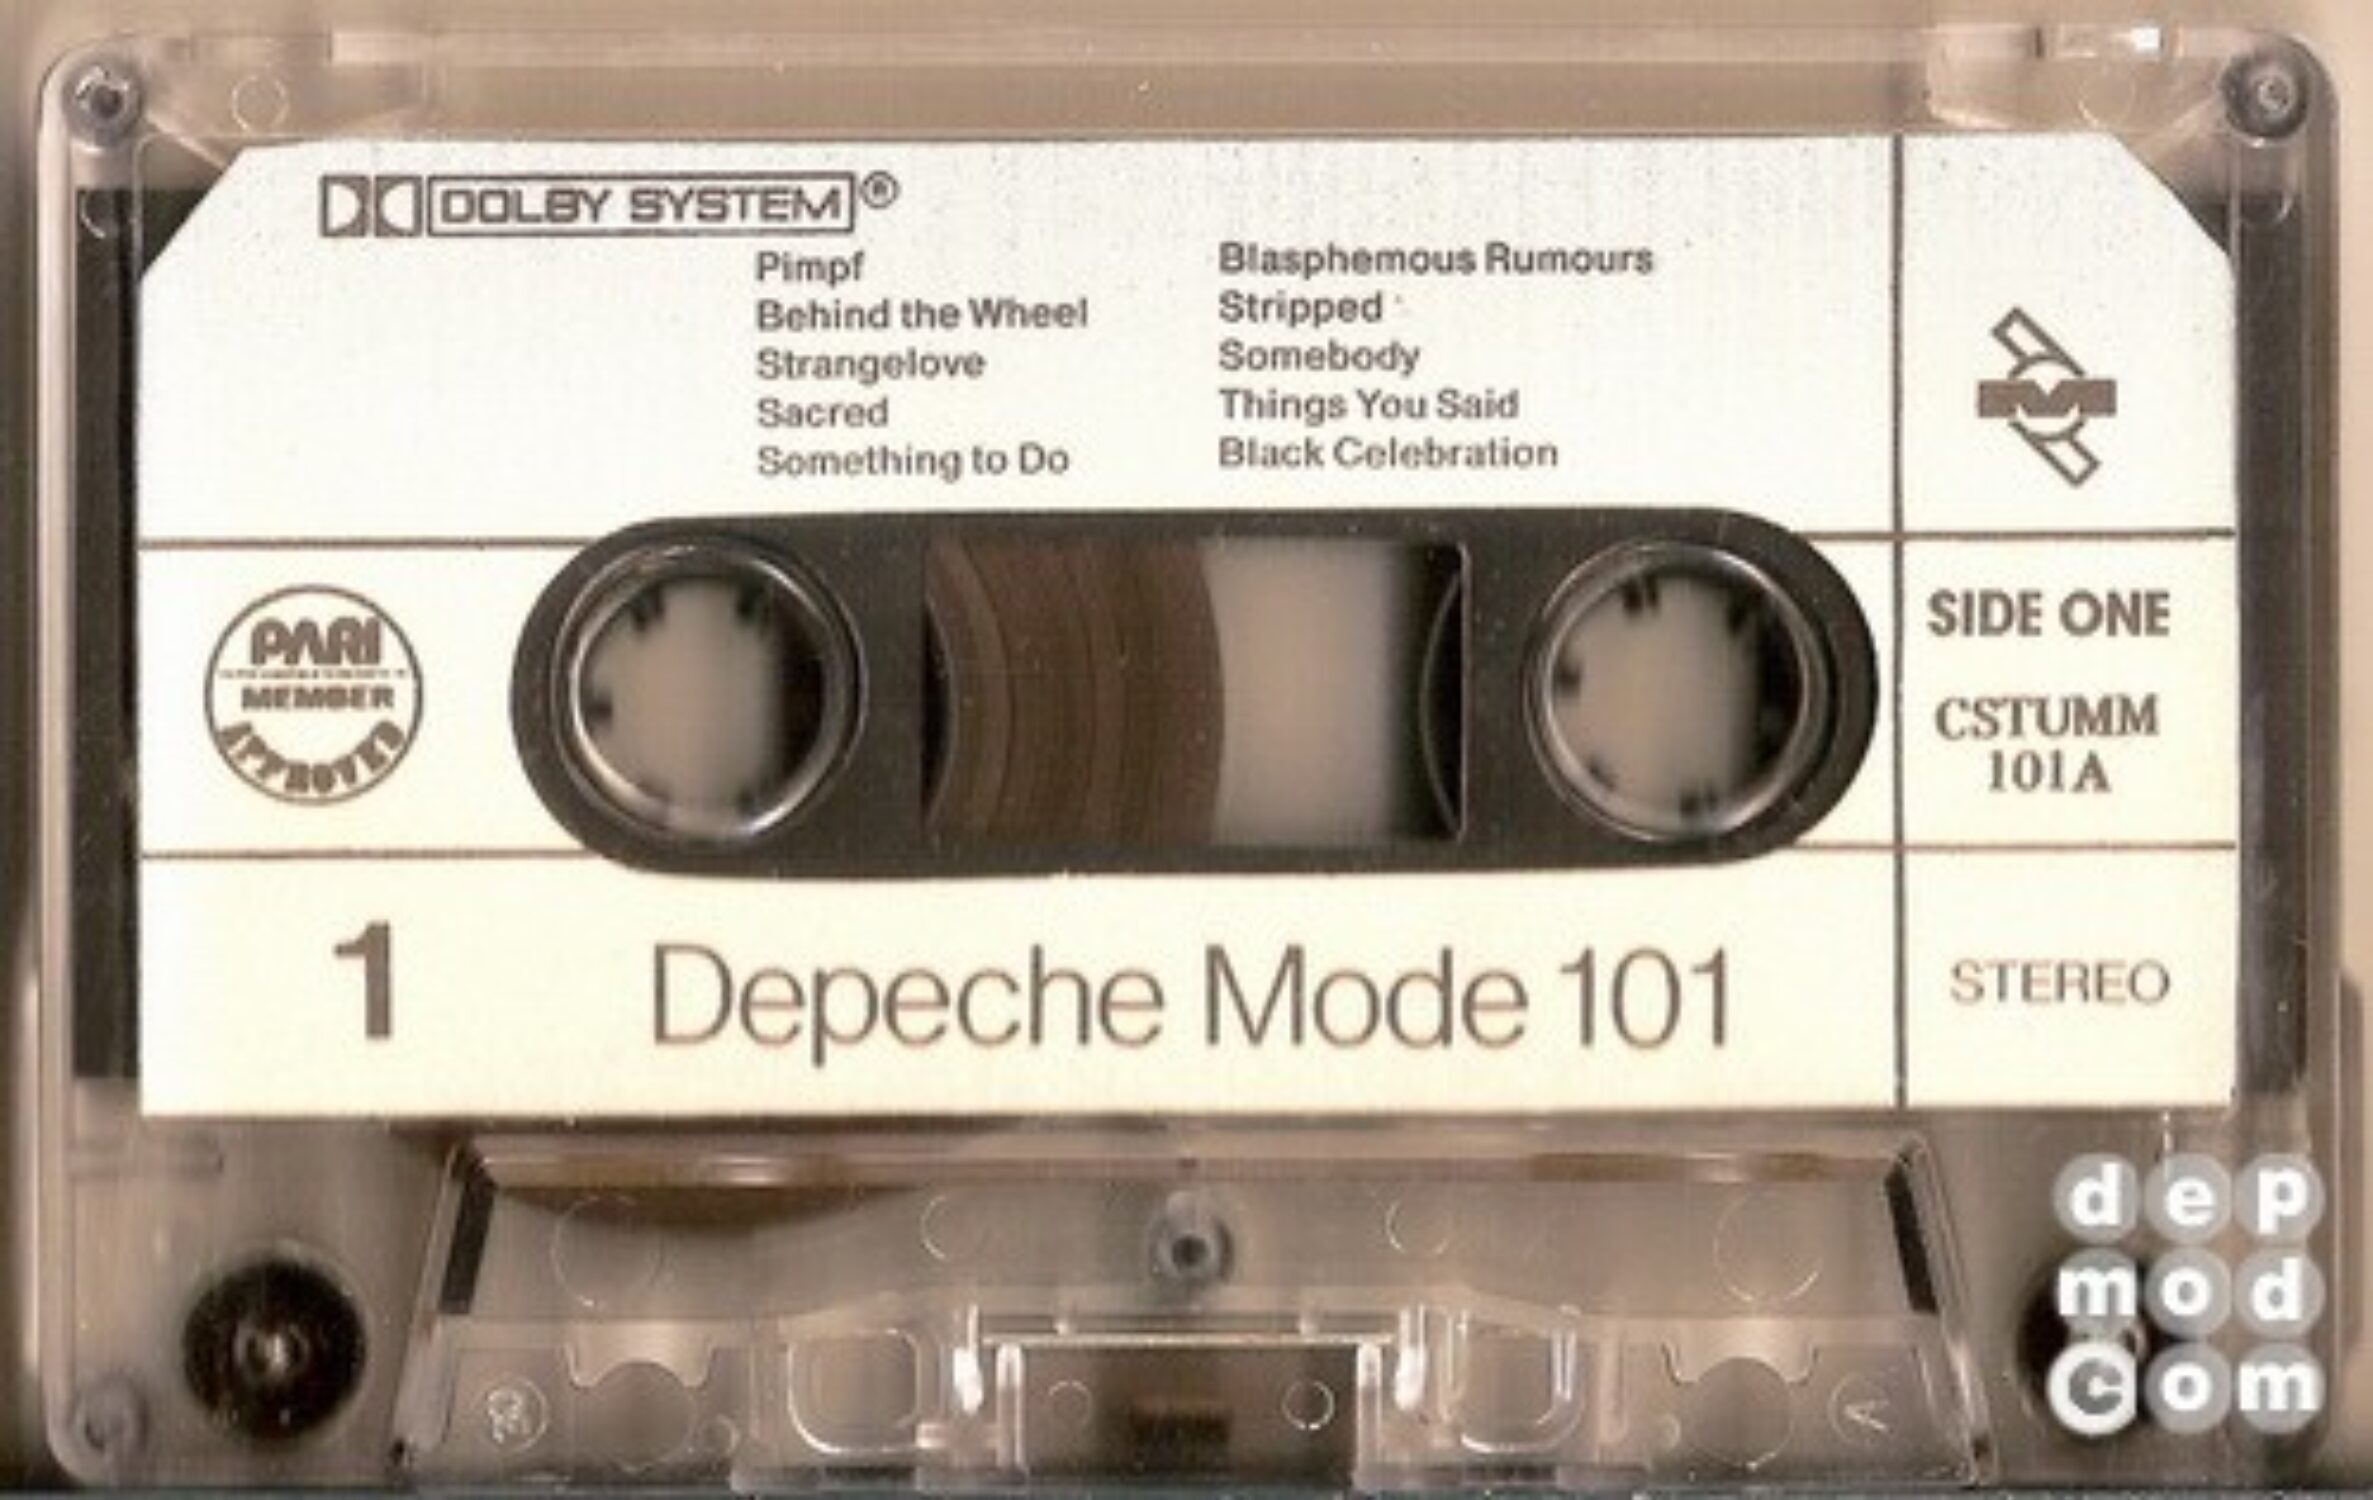 DOLBY SYSTEM®
Pimpf
Behind the Wheel
Strangelove
Sacred
Something to Do
Blasphemous Rumours
Stripped
Somebody
Things You Said
Black Celebration
PARI
MEMBER
APPROVED
SIDE ONE
CSTUMM
101A
1
Depeche Mode 101
STEREO
A
dep
mod
com